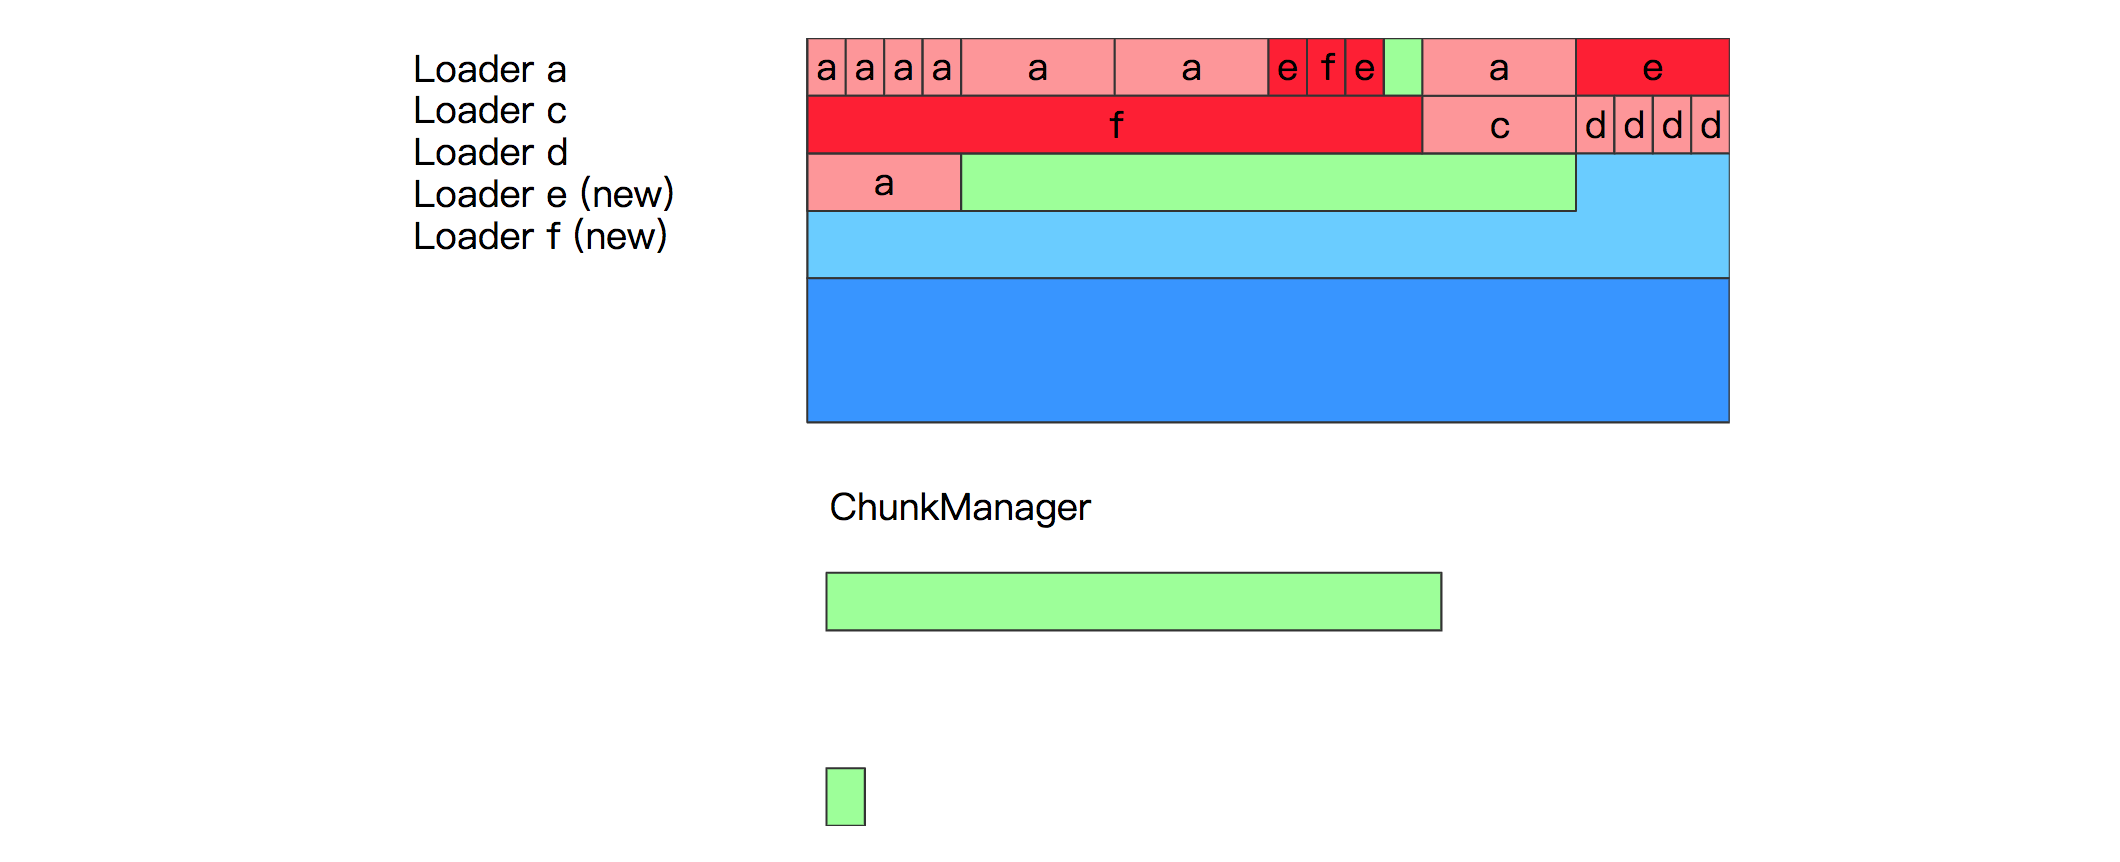 Loader a
Loader c
Loader d
Loader e (new)
Loader f (new)
a a a a a a e f e a e
f c d d d d
a
ChunkManager